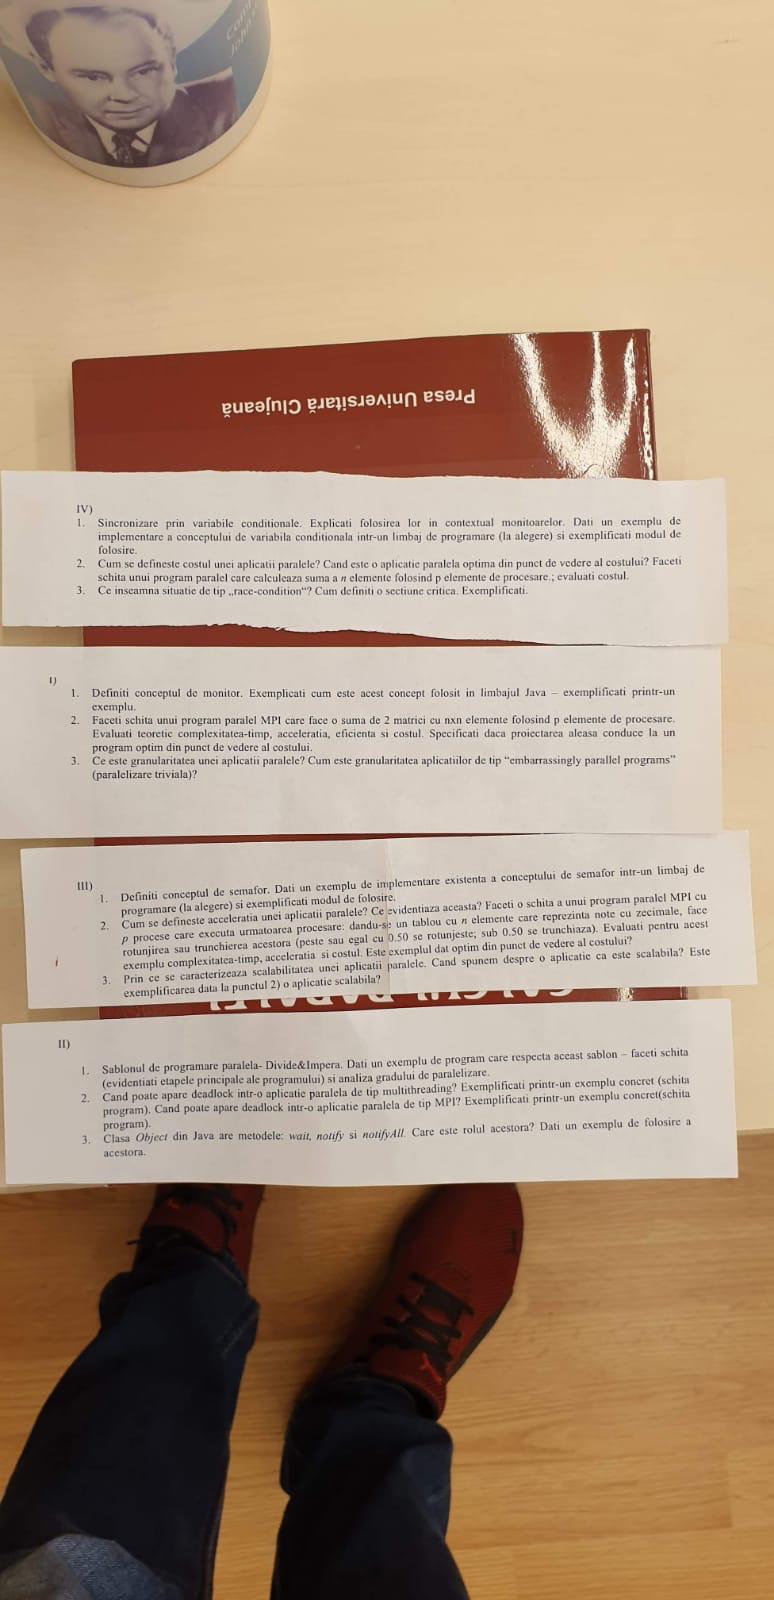 Com
John
Presa Universitară Clujeană
IV)
1. Sincronizare prin variabile conditionale. Explicati folosirea lor in contextual monitoarelor. Dati un exemplu de
implementare a conceptului de variabila conditionala intr-un limbaj de programare (la alegere) si exemplificati modul de
folosire.
2. Cum se defineste costul unei aplicatii paralele? Cand este o aplicatie paralela optima din punct de vedere al costului? Faceti
schita unui program paralel care calculeaza suma a n elemente folosind p elemente de procesare.; evaluati costul.
3. Ce inseamna situatie de tip „race-condition“? Cum definiti o sectiune critica. Exemplificati.
I)
1. Definiti conceptul de monitor. Exemplicati cum este acest concept folosit in limbajul Java – exemplificati printr-un
exemplu.
2. Faceti schita unui program paralel MPI care face o suma de 2 matrici cu nxn elemente folosind p elemente de procesare.
Evaluati teoretic complexitatea-timp, acceleratia, eficienta si costul. Specificati daca proiectarea aleasa conduce la un
program optim din punct de vedere al costului.
3. Ce este granularitatea unei aplicatii paralele? Cum este granularitatea aplicatiilor de tip “embarrassingly parallel programs”
(paralelizare triviala)?
III)
1. Definiti conceptul de semafor. Dati un exemplu de implementare existenta a conceptului de semafor intr-un limbaj de
programare (la alegere) si exemplificati modul de folosire.
2. Cum se defineste acceleratia unei aplicatii paralele? Ce evidentiaza aceasta? Faceti o schita a unui program paralel MPI cu
p procese care executa urmatoarea procesare: dandu-se un tablou cu n elemente care reprezinta note cu zecimale, face
rotunjirea sau trunchierea acestora (peste sau egal cu 0.50 se rotunjeste; sub 0.50 se trunchiaza). Evaluati pentru acest
exemplu complexitatea-timp, acceleratia si costul. Este exemplul dat optim din punct de vedere al costului?
3. Prin ce se caracterizeaza scalabilitatea unei aplicatii paralele. Cand spunem despre o aplicatie ca este scalabila? Este
exemplificarea data la punctul 2) o aplicatie scalabila?
II)
1. Sablonul de programare paralela- Divide&Impera. Dati un exemplu de program care respecta aceast sablon – faceti schita
(evidentiati etapele principale ale programului) si analiza gradului de paralelizare.
2. Cand poate apare deadlock intr-o aplicatie paralela de tip multithreading? Exemplificati printr-un exemplu concret (schita
program). Cand poate apare deadlock intr-o aplicatie paralela de tip MPI? Exemplificati printr-un exemplu concret(schita
program).
3. Clasa Object din Java are metodele: wait, notify si notifyAll. Care este rolul acestora? Dati un exemplu de folosire a
acestora.